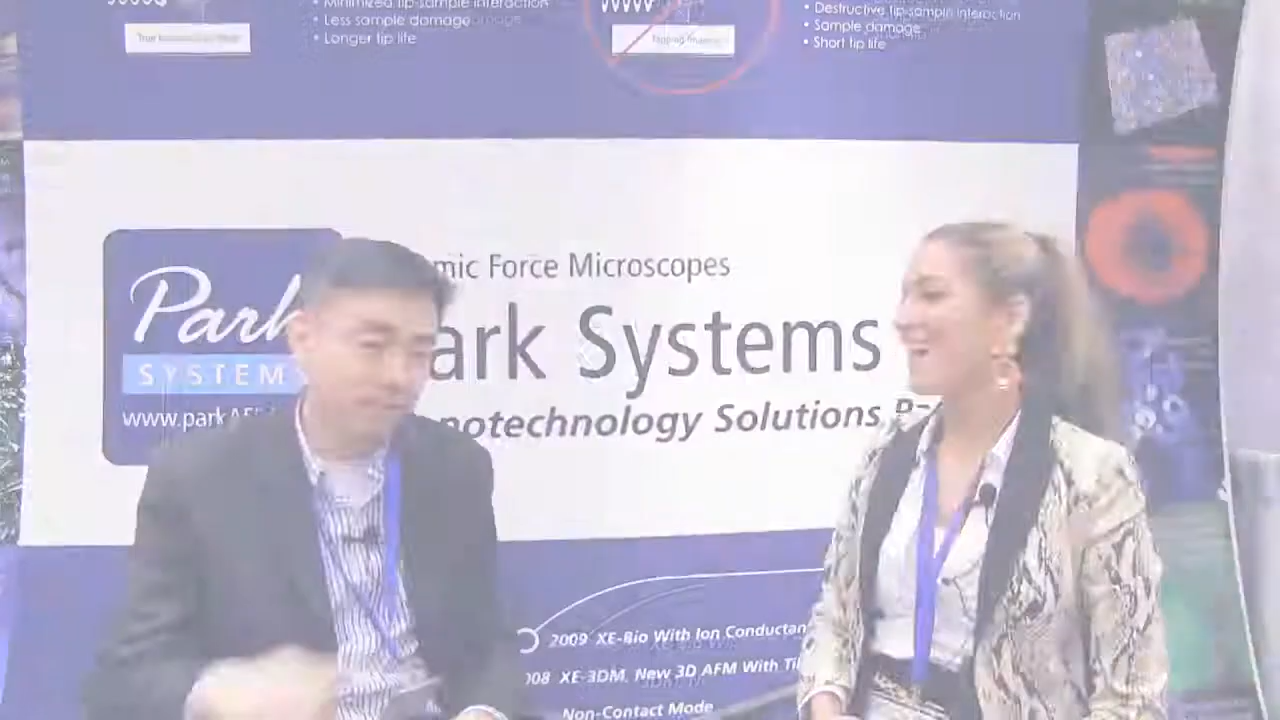 • Minimized tip-sample interaction
• Less sample damage
• Longer tip life
• Destructive tip-sample interaction
• Sample damage
• Short tip life
Park
SYSTEM
www.parkAF
mic Force Microscopes
ark Systems
notechnology Solutions
2009 XE-Bio With Ion Conductan
008 XE-3DM, New 3D AFM With Ti
Non-Contact Mode